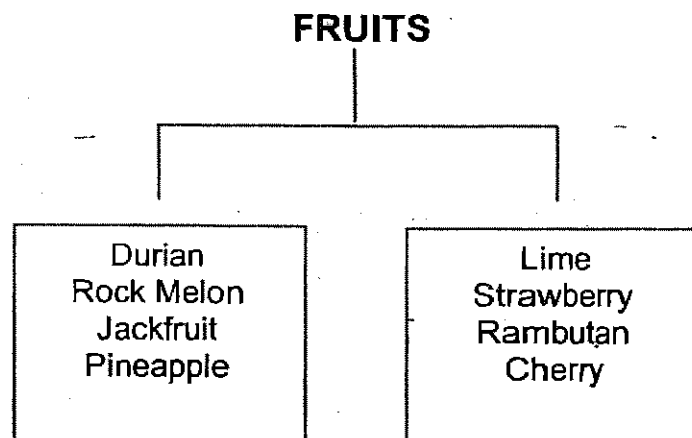 FRUITS
Durian
Rock Melon
Jackfruit
Pineapple
Lime
Strawberry
Rambutan
Cherry